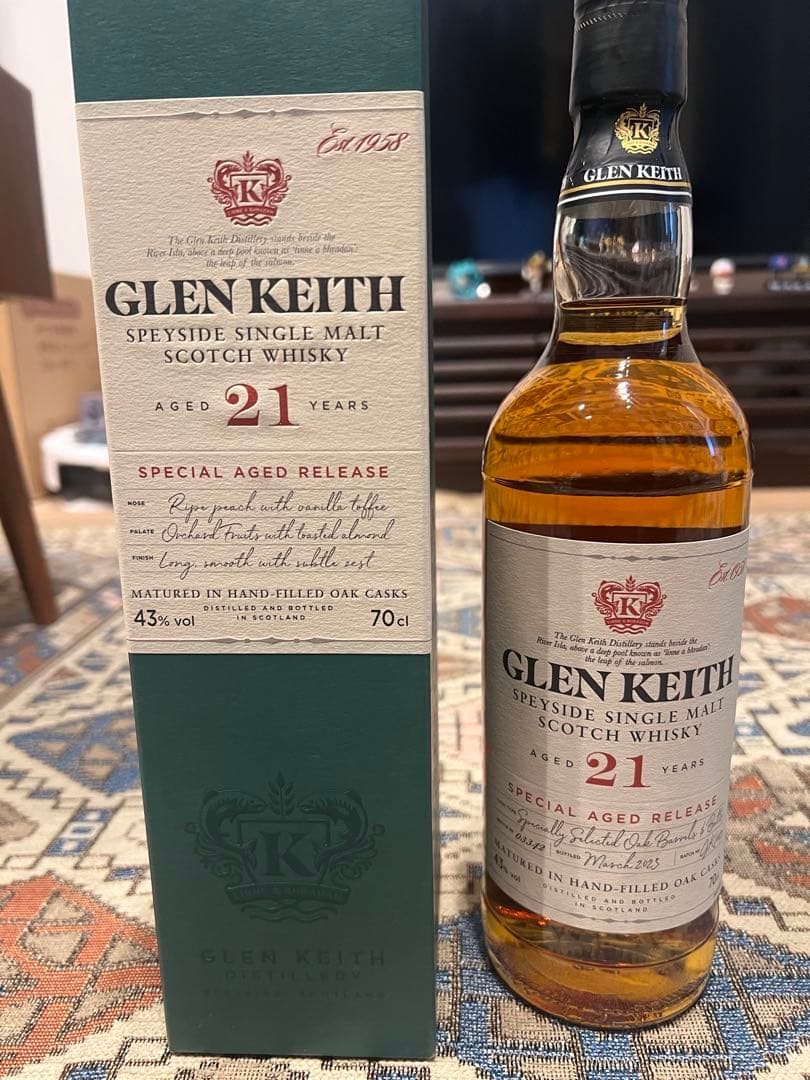 Est. 1958
K
The Glen Keith Distillery stands beside the
River Isla, above a deep pool known as 'linne a bhradan':
the leap of the salmon.
GLEN KEITH
SPEYSIDE SINGLE MALT
SCOTCH WHISKY
AGED 21 YEARS
SPECIAL AGED RELEASE
NOSE Ripe peach with vanilla toffee
PALATE Orchard Fruits with toasted almond
FINISH Long, smooth with subtle zest
MATURED IN HAND-FILLED OAK CASKS
43% vol DISTILLED AND BOTTLED 70cl
IN SCOTLAND
K
GLEN KEITH
DISTILLERY
K
GLEN KEITH
Est. 195
K
The Glen Keith Distillery stands beside the
River Isla, above a deep pool known as 'linne a bhradan':
the leap of the salmon.
GLEN KEITH
SPEYSIDE SINGLE MALT
SCOTCH WHISKY
AGED 21 YEARS
SPECIAL AGED RELEASE
Specially Selected Oak Barrels &
BOTTLED March 2023 BATCH Nº
MATURED IN HAND-FILLED OAK CASKS
43% vol DISTILLED AND BOTTLED 70cl
IN SCOTLAND